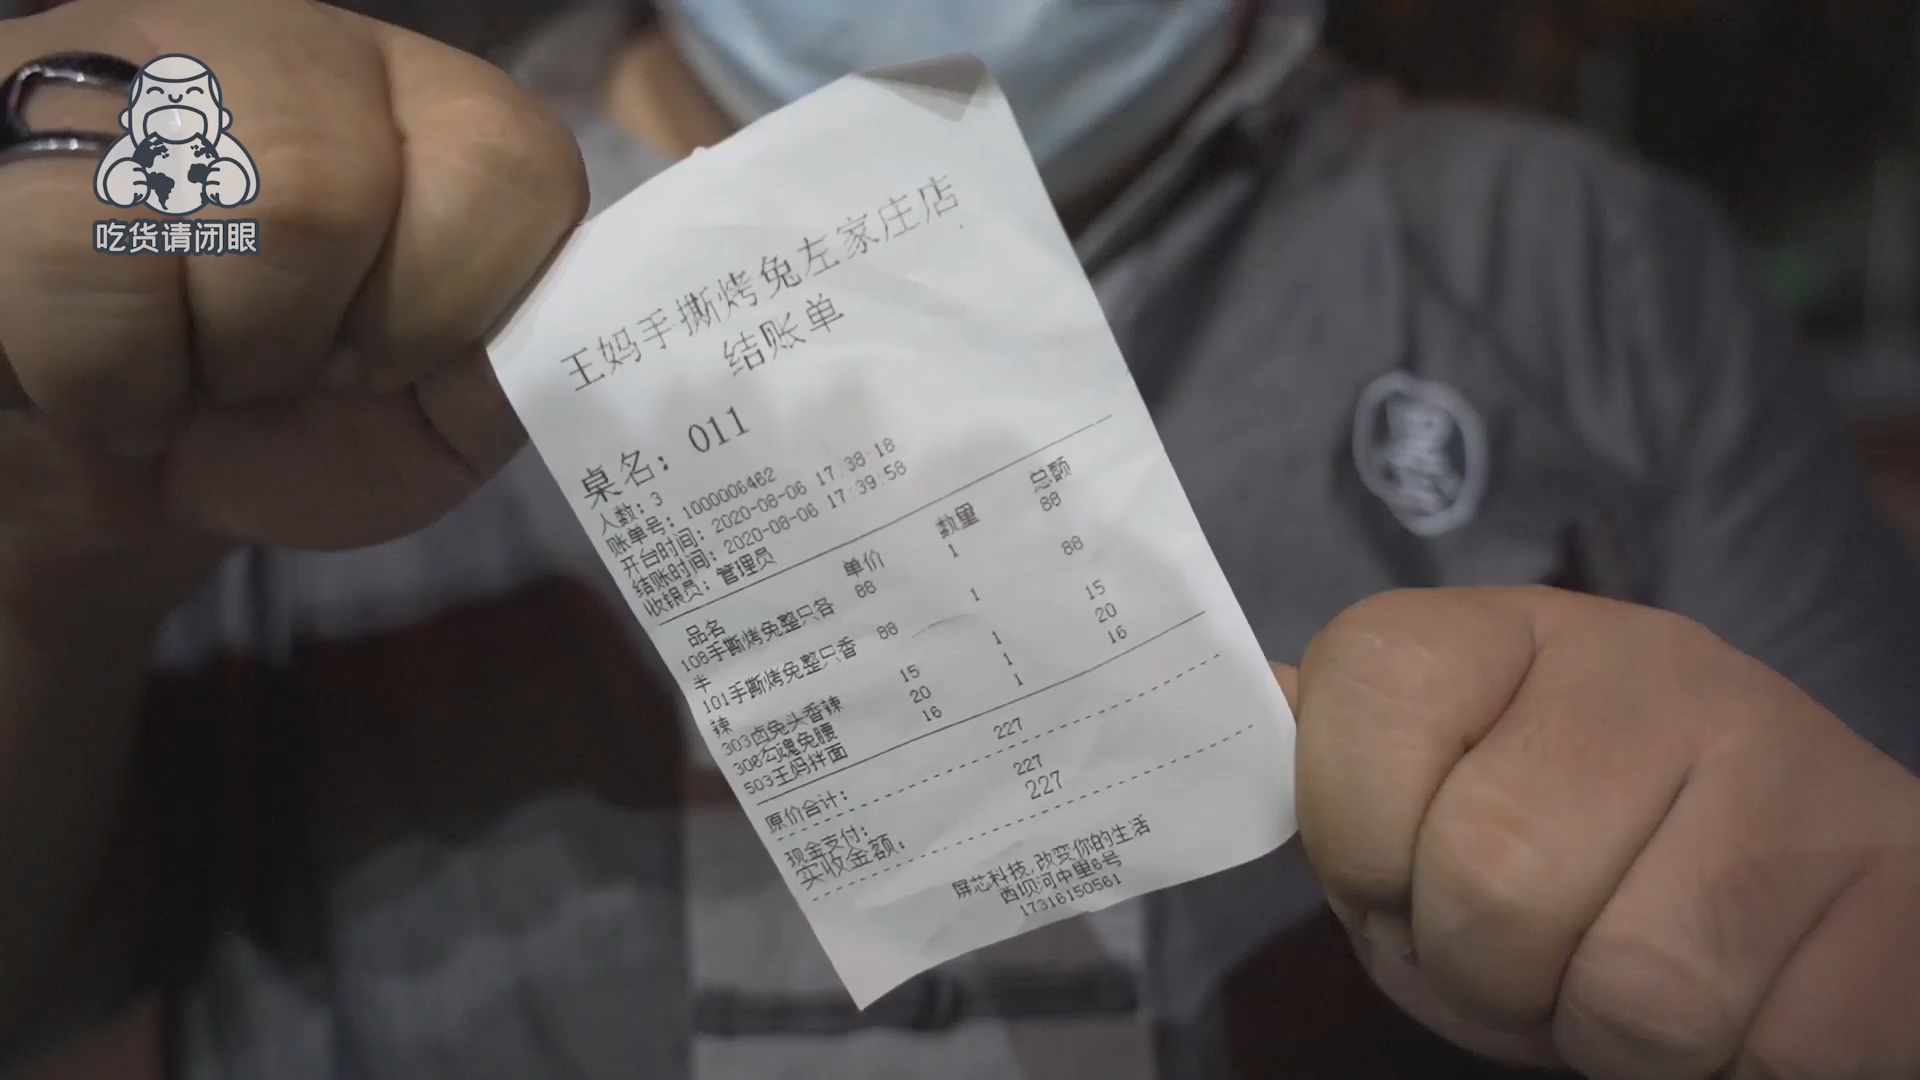 吃货请闭眼
王妈手撕烤兔左家庄店
结账单
桌名：011
人数：3
账单号：1000006462
开台时间：2020-08-06 17:38:18
结账时间：2020-08-06 17:39:58
收银员：管理员
品名 单价 数量 总额
108手撕烤兔整只各半 88 1 88
101手撕烤兔整只香辣 88 1 88
303卤兔头香辣 15 1 15
308勾魂兔腰 20 1 20
503王妈拌面 16 1 16
原价合计： 227
现金支付： 227
实收金额： 227
屏芯科技,改变你的生活
西坝河中里6号
17316150561